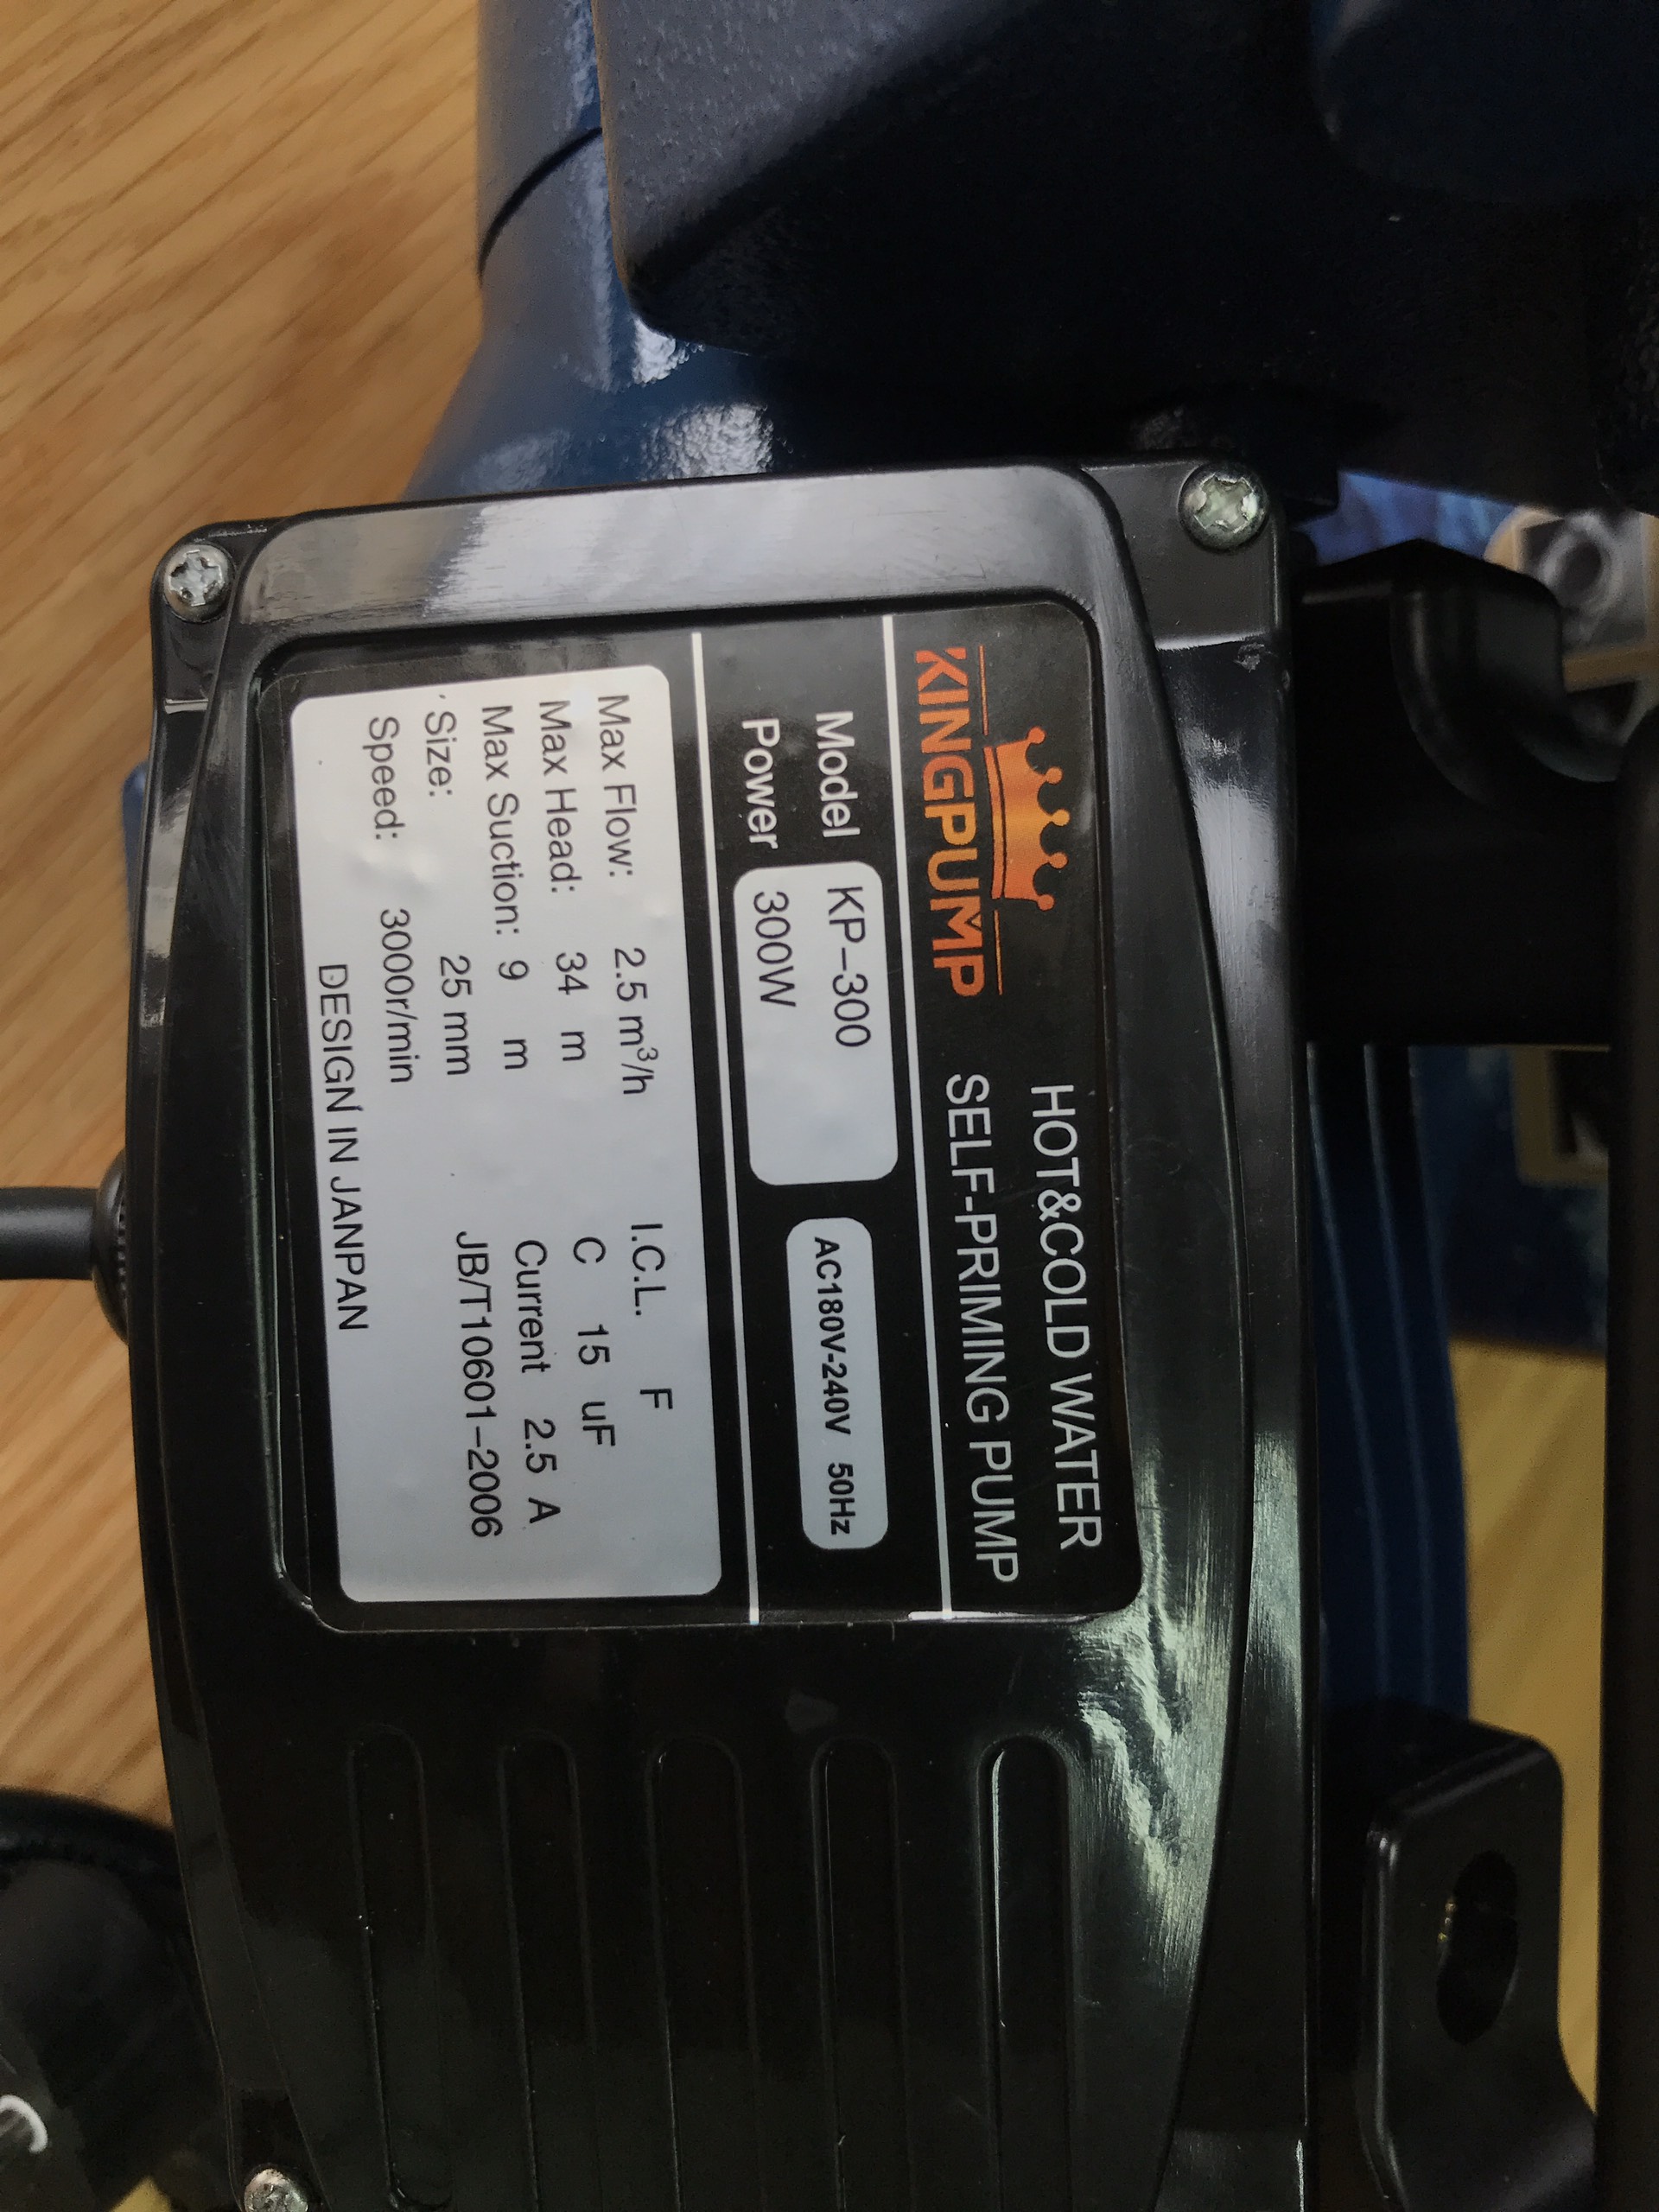 KINGPUMP
HOT&COLD WATER
SELF-PRIMING PUMP
Model KP-300
Power 300W
AC180V-240V 50Hz
Max Flow: 2.5 m³/h I.C.L. F
Max Head: 34 m C 15 uF
Max Suction: 9 m Current 2.5 A
Size: 25 mm JB/T10601-2006
Speed: 3000r/min
DESIGN IN JANPAN